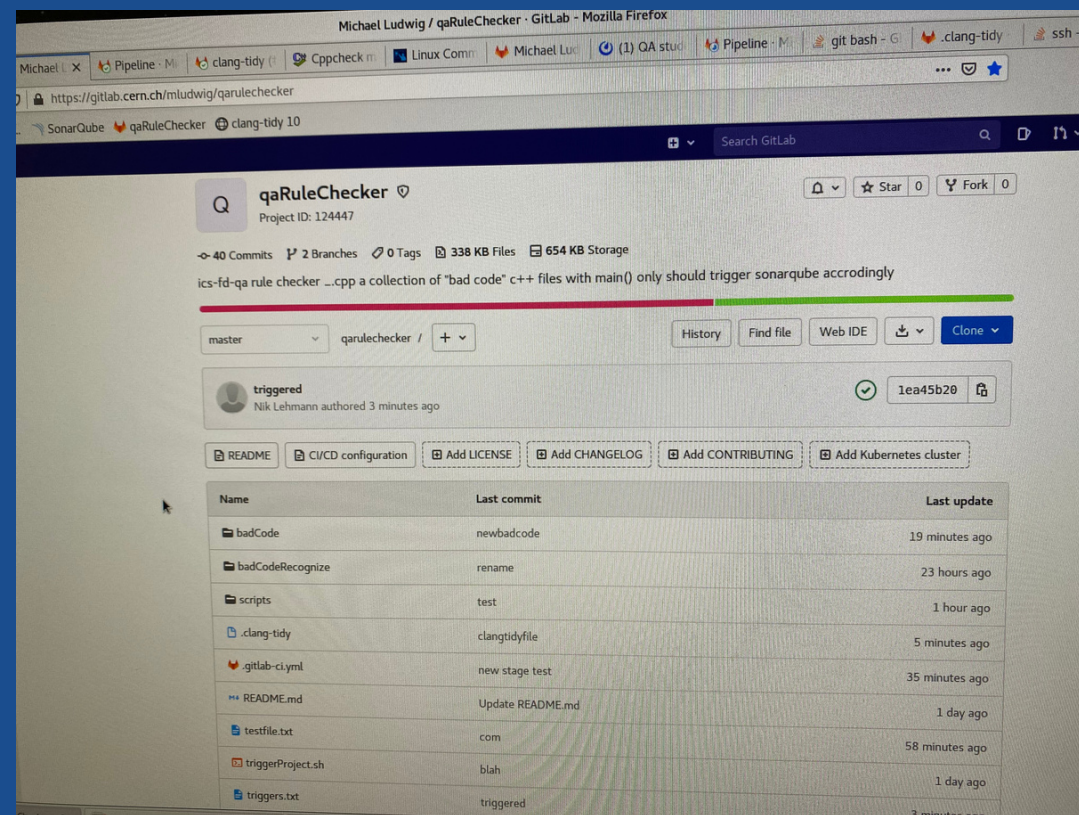 Michael Ludwig / qaRuleChecker · GitLab - Mozilla Firefox
Michael Pipeline · M clang-tidy ( Cppcheck m Linux Comm Michael Lud (1) QA stud Pipeline · M git bash - G .clang-tidy ssh -
https://gitlab.cern.ch/mludwig/qarulechecker
SonarQube qaRuleChecker clang-tidy 10
Search GitLab
Q
qaRuleChecker
Star 0 Fork 0
Project ID: 124447
40 Commits 2 Branches 0 Tags 338 KB Files 654 KB Storage
ics-fd-qa rule checker _.cpp a collection of "bad code" c++ files with main() only should trigger sonarqube accrodingly
master qarulechecker / + History Find file Web IDE Clone
triggered
Nik Lehmann authored 3 minutes ago
1ea45b20
README CI/CD configuration Add LICENSE Add CHANGELOG Add CONTRIBUTING Add Kubernetes cluster
Name Last commit Last update
badCode newbadcode 19 minutes ago
badCodeRecognize rename 23 hours ago
scripts test 1 hour ago
.clang-tidy clangtidyfile 5 minutes ago
.gitlab-ci.yml new stage test 35 minutes ago
README.md Update README.md 1 day ago
testfile.txt com 58 minutes ago
triggerProject.sh blah 1 day ago
triggers.txt triggered 3 minutes ago